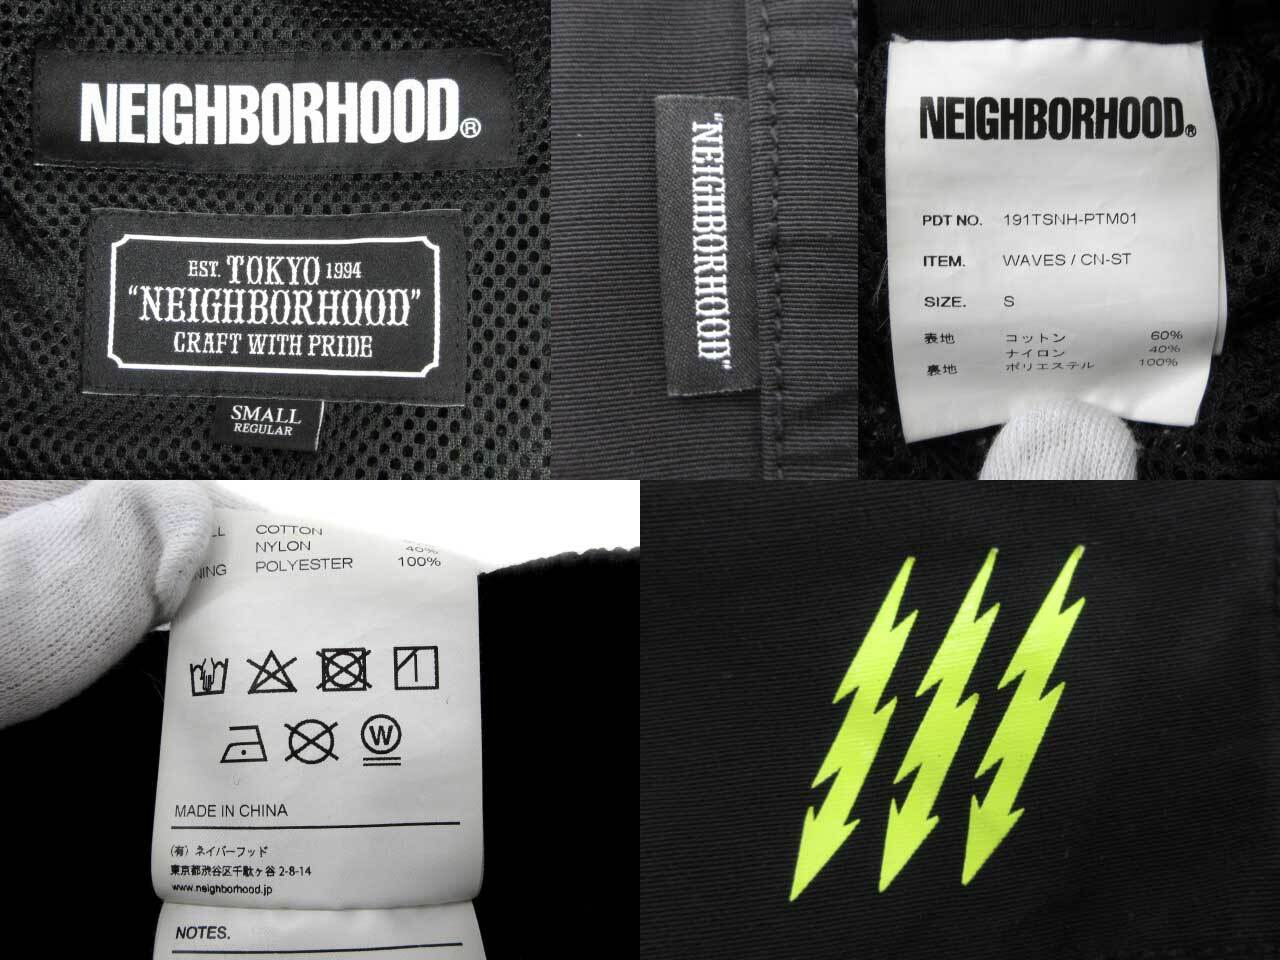 NEIGHBORHOOD®
EST. TOKYO 1994
"NEIGHBORHOOD"
CRAFT WITH PRIDE
SMALL
REGULAR
"NEIGHBORHOOD"
NEIGHBORHOOD®
PDT NO. 191TSNH-PTM01
ITEM. WAVES / CN-ST
SIZE. S
表地 コットン 60%
ナイロン 40%
裏地 ポリエステル 100%
COTTON
NYLON 40%
POLYESTER 100%
W
MADE IN CHINA
(有) ネイバーフッド
東京都渋谷区千駄ヶ谷 2-8-14
www.neighborhood.jp
NOTES.